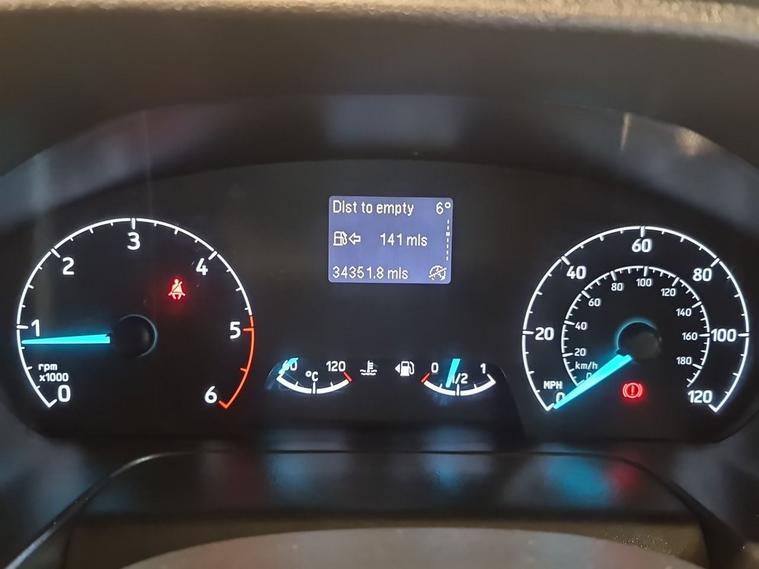 Dist to empty 6°
141 mls
34351.8 mls
0 1 2 3 4 5 6
rpm
x1000
60 120
°C
0 1/2 1
0 20 40 60 80 100 120
MPH
0 20 40 60 80 100 120 140 160 180
km/h